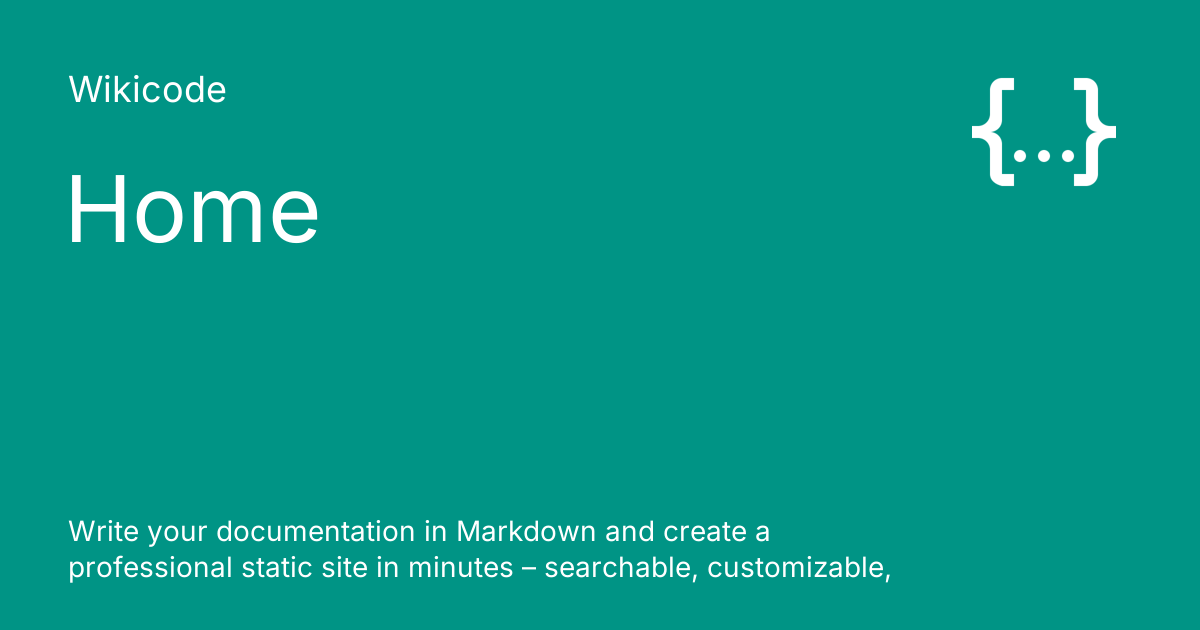 Wikicode
{...}
Home
Write your documentation in Markdown and create a
professional static site in minutes – searchable, customizable,